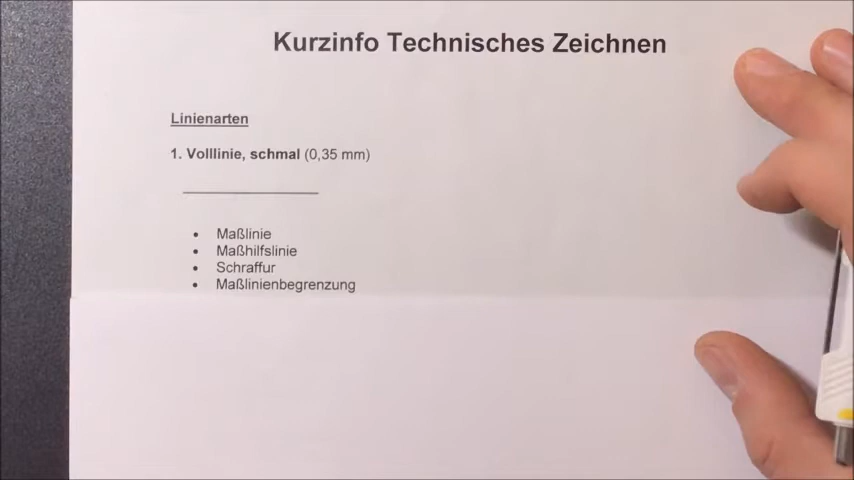 Kurzinfo Technisches Zeichnen
Linienarten
1. Volllinie, schmal (0,35 mm)
• Maßlinie
• Maßhilfslinie
• Schraffur
• Maßlinienbegrenzung